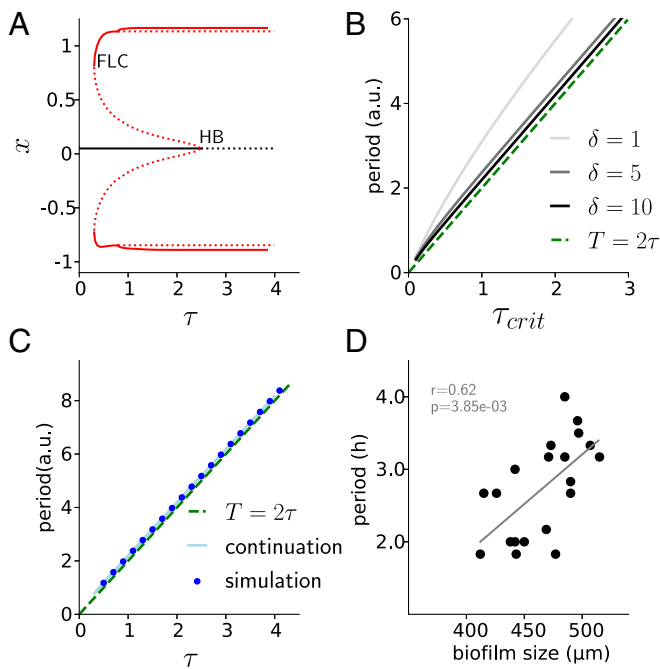 A
1
0.5
0
-0.5
-1
x
FLC
HB
0 1 2 3 4
τ
B
6
4
2
0
period (a.u.)
δ = 1
δ = 5
δ = 10
T = 2τ
0 1 2 3
τcrit
C
8
6
4
2
0
period(a.u.)
T = 2τ
continuation
simulation
0 1 2 3 4
τ
D
r=0.62
p=3.85e-03
4.0
3.0
2.0
period (h)
400 450 500
biofilm size (μm)